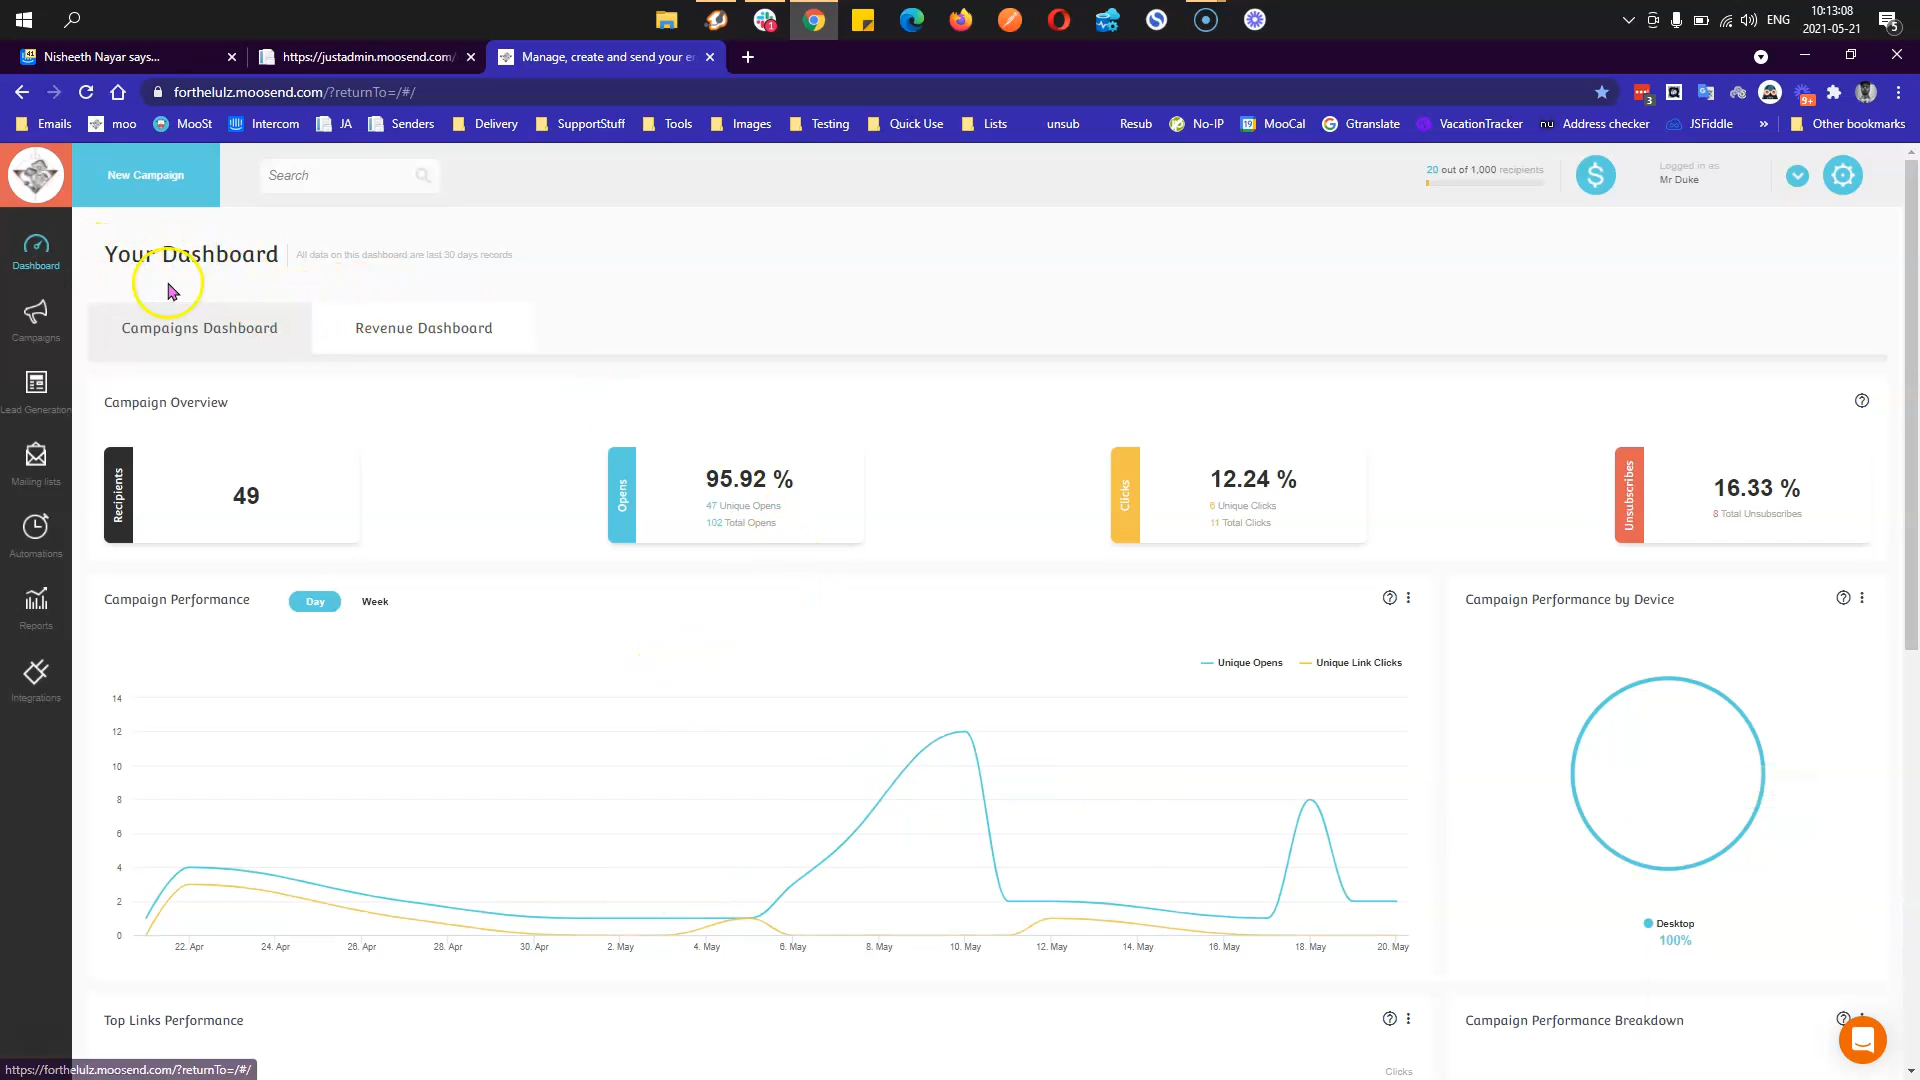 10:13:08
ENG
2021-05-21
5
1
41
Nisheeth Nayar says...
https://justadmin.moosend.com/
Manage, create and send your e
forthelulz.moosend.com/?returnTo=/#/
3
9+
Emails
moo
MooSt
Intercom
JA
Senders
Delivery
SupportStuff
Tools
Images
Testing
Quick Use
Lists
unsub
Resub
No-IP
19
MooCal
Gtranslate
VacationTracker
nu
Address checker
JSFiddle
»
Other bookmarks
New Campaign
Search
20 out of 1,000 recipients
$
Logged in as
Mr Duke
Dashboard
Campaigns
Lead Generation
Mailing lists
Automations
Reports
Integrations
Your Dashboard
All data on this dashboard are last 30 days records
Campaigns Dashboard
Revenue Dashboard
Campaign Overview
Recipients
49
Opens
95.92 %
47 Unique Opens
102 Total Opens
Clicks
12.24 %
6 Unique Clicks
11 Total Clicks
Unsubscribes
16.33 %
8 Total Unsubscribes
Campaign Performance
Day
Week
Unique Opens
Unique Link Clicks
14
12
10
8
6
4
2
0
22. Apr
24. Apr
26. Apr
28. Apr
30. Apr
2. May
4. May
6. May
8. May
10. May
12. May
14. May
16. May
18. May
20. May
Campaign Performance by Device
Desktop
100%
Top Links Performance
Clicks
Campaign Performance Breakdown
https://forthelulz.moosend.com/?returnTo=/#/